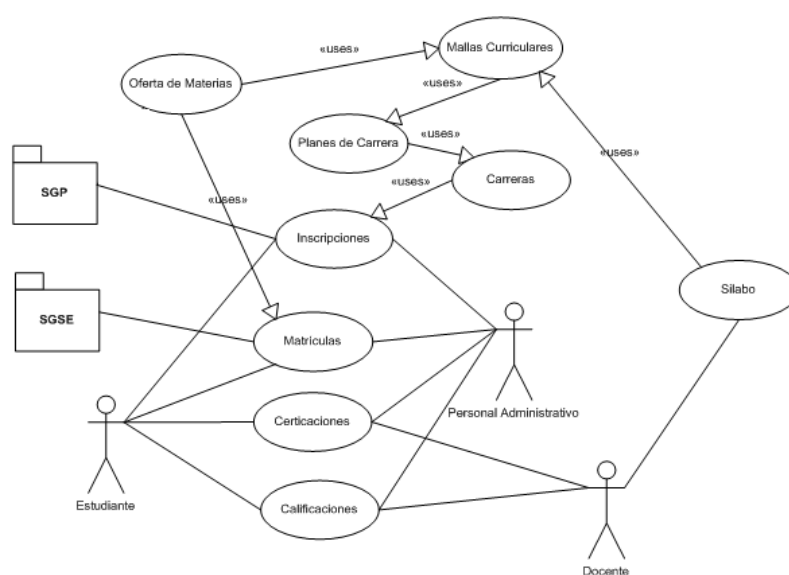 «uses»
Mallas Curriculares
Oferta de Materias
«uses»
«uses»
Planes de Carrera
«uses»
SGP
«uses»
Carreras
«uses»
Inscripciones
Silabo
SGSE
Matrículas
Personal Administrativo
Certicaciones
Estudiante
Calificaciones
Docente